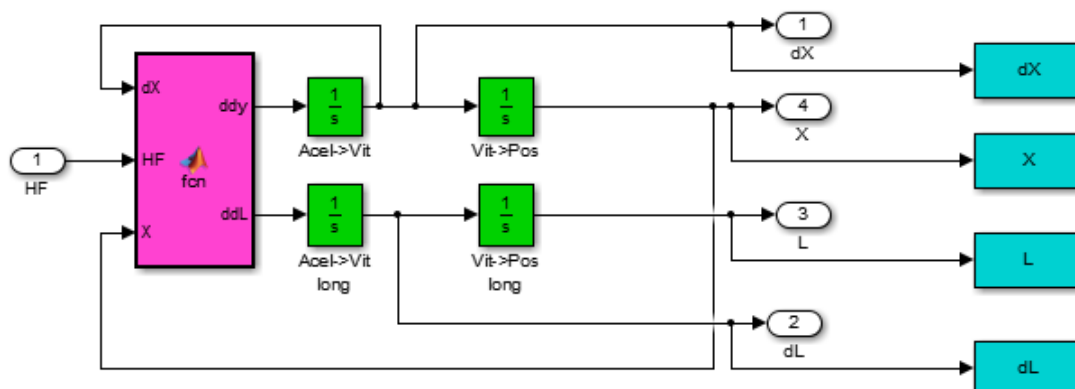 1
HF
dX
HF
X
fcn
ddy
ddL
1
s
Acel->Vit
1
s
Vit->Pos
1
s
Acel->Vit
long
1
s
Vit->Pos
long
1
dX
4
X
3
L
2
dL
dX
X
L
dL